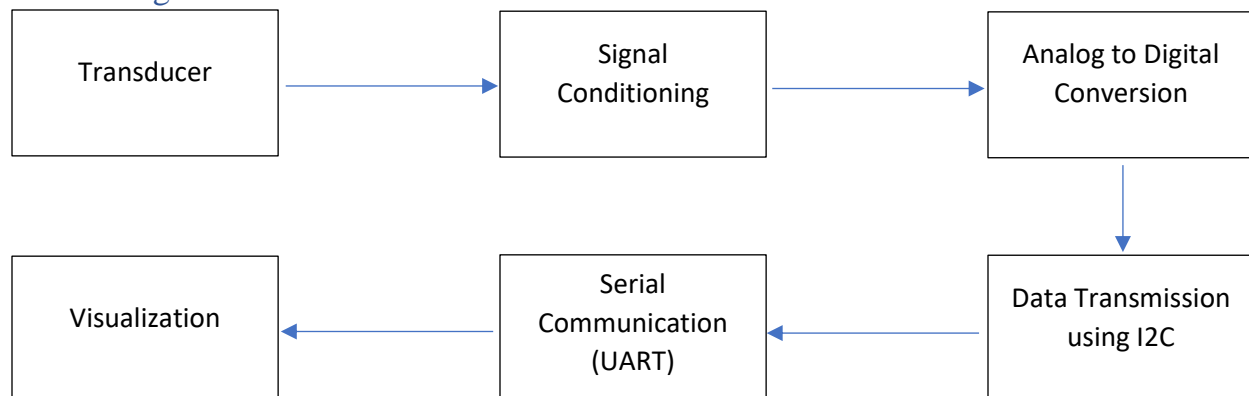 Transducer
Signal
Conditioning
Analog to Digital
Conversion
Visualization
Serial
Communication
(UART)
Data Transmission
using I2C